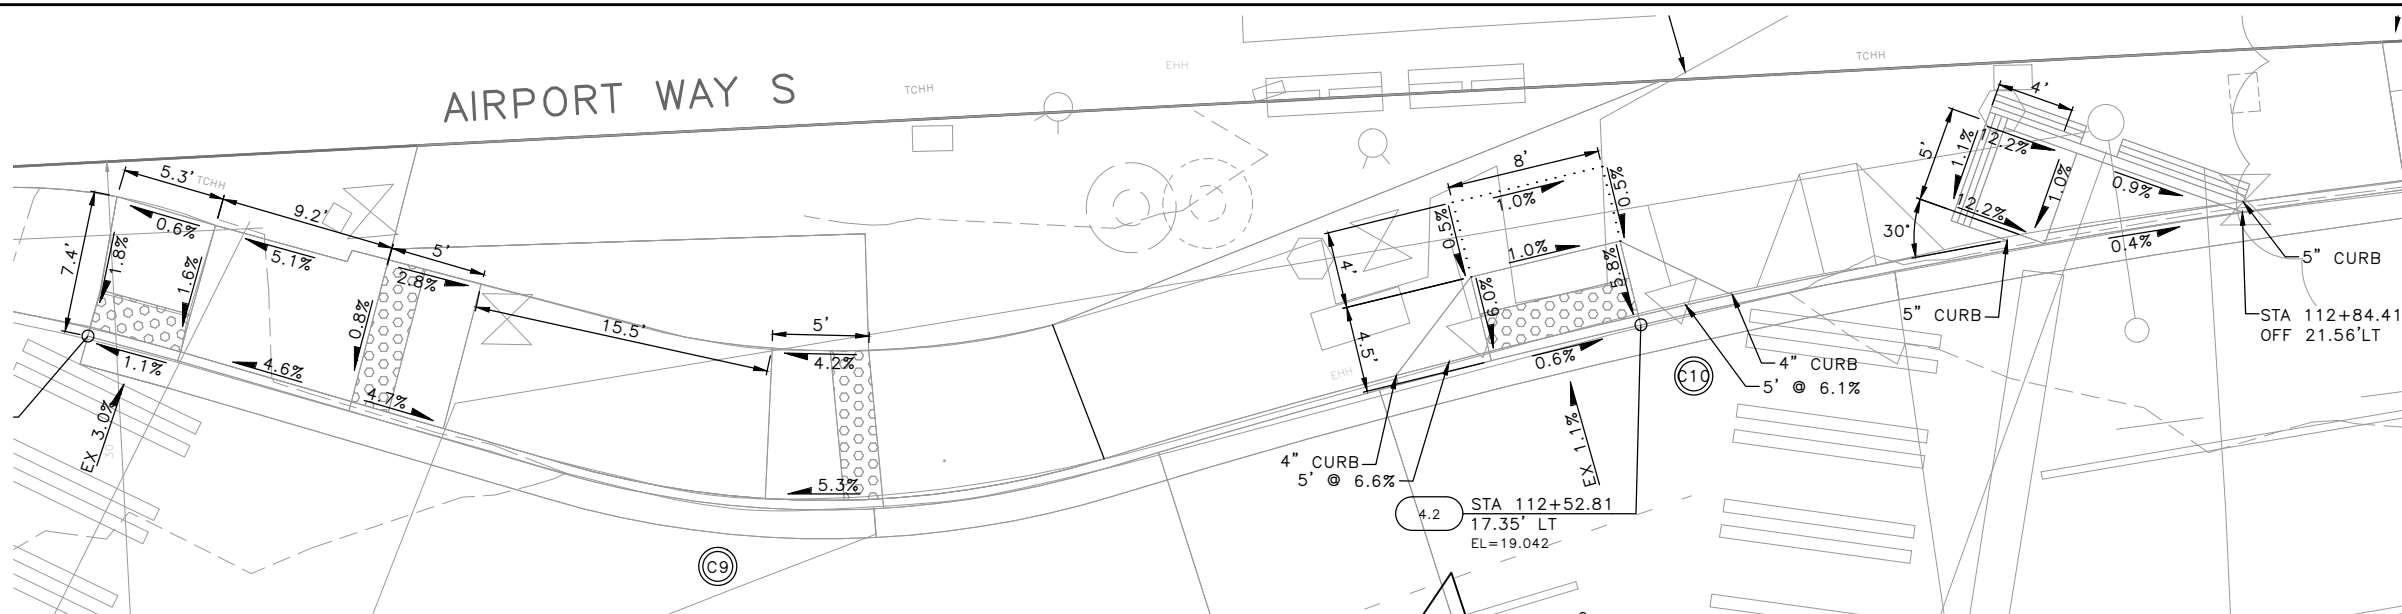 AIRPORT WAY S
TCHH
EHH
TCHH
TCHH
5.3'
9.2'
5'
7.4'
0.6%
1.8%
1.6%
5.1%
2.8%
0.8%
15.5'
5'
4.2%
1.1%
4.6%
4.7%
5.3%
EX 3.0%
30
C9
8'
1.0%
0.5%
0.5%
1.0%
4'
6.0%
5.8%
4.5'
EHH
0.6%
4" CURB
5' @ 6.6%
EX 1.1%
4.2
STA 112+52.81
17.35' LT
EL=19.042
C10
4" CURB
5' @ 6.1%
4'
5'
1.1%
12.2%
1.0%
12.2%
30°
0.9%
0.4%
5" CURB
5" CURB
STA 112+84.41
OFF 21.56'LT